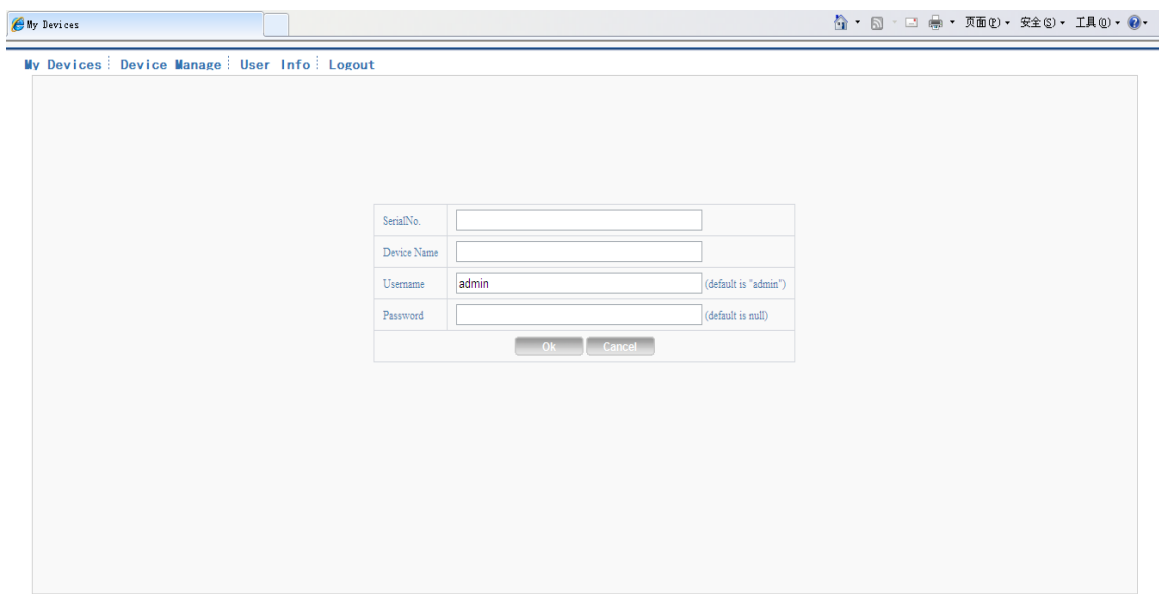 My Devices 页面(P) 安全(S) 工具(O)
My Devices Device Manage User Info Logout
SerialNo.
Device Name
Username admin (default is "admin")
Password (default is null)
Ok Cancel